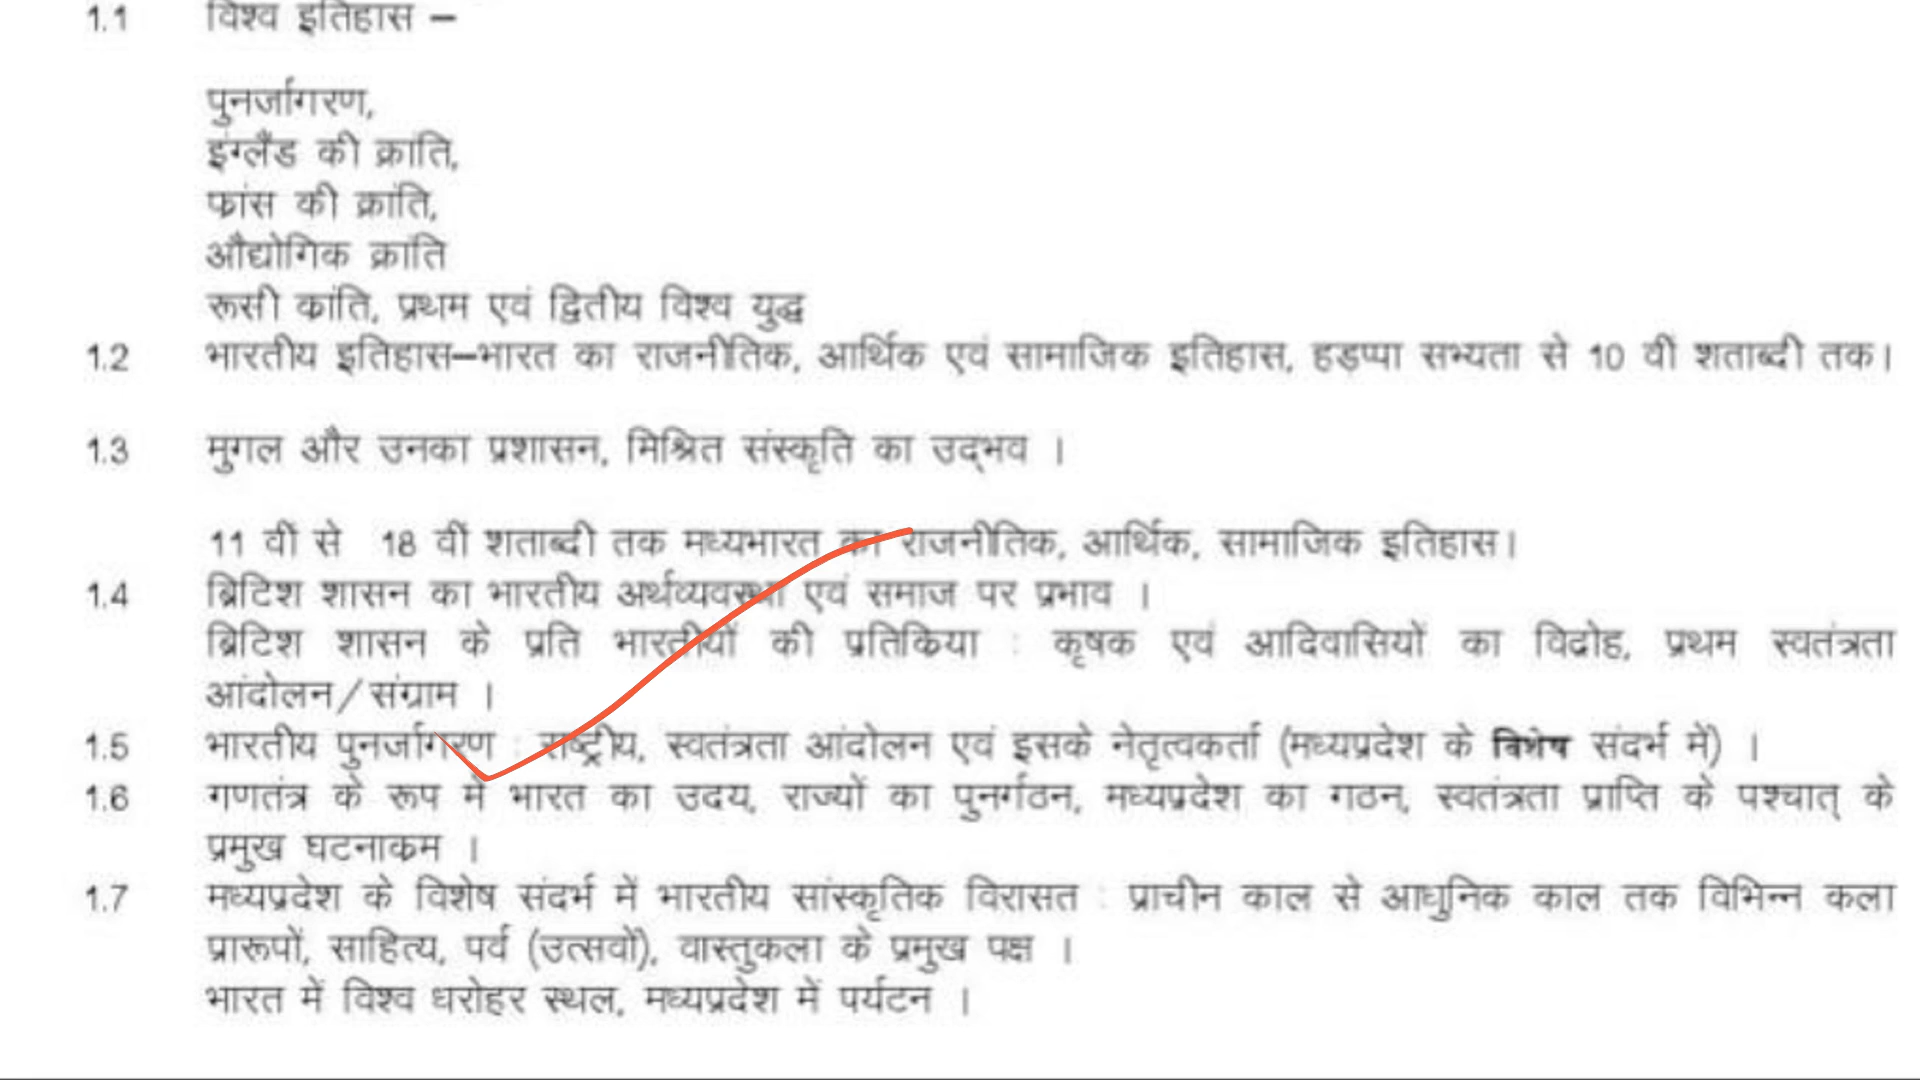 1.1 विश्व इतिहास –
पुनर्जागरण,
इंग्लैंड की क्रांति,
फ्रांस की क्रांति,
औद्योगिक क्रांति
रूसी कांति, प्रथम एवं द्वितीय विश्व युद्ध
1.2 भारतीय इतिहास–भारत का राजनीतिक, आर्थिक एवं सामाजिक इतिहास, हडप्पा सभ्यता से 10 वीं शताब्दी तक।
1.3 मुगल और उनका प्रशासन, मिश्रित संस्कृति का उद्भव ।
11 वीं से 18 वीं शताब्दी तक मध्यभारत का राजनीतिक, आर्थिक, सामाजिक इतिहास।
1.4 ब्रिटिश शासन का भारतीय अर्थव्यवस्था एवं समाज पर प्रभाव ।
ब्रिटिश शासन के प्रति भारतीयों की प्रतिकिया : कृषक एवं आदिवासियों का विद्रोह, प्रथम स्वतंत्रता
आंदोलन/संग्राम ।
1.5 भारतीय पुनर्जागरण : राष्ट्रीय, स्वतंत्रता आंदोलन एवं इसके नेतृत्वकर्ता (मध्यप्रदेश के विशेष संदर्भ में) ।
1.6 गणतंत्र के रूप में भारत का उदय, राज्यों का पुनर्गठन, मध्यप्रदेश का गठन, स्वतंत्रता प्राप्ति के पश्चात् के
प्रमुख घटनाकम ।
1.7 मध्यप्रदेश के विशेष संदर्भ में भारतीय सांस्कृतिक विरासत : प्राचीन काल से आधुनिक काल तक विभिन्न कला
प्रारूपों, साहित्य, पर्व (उत्सवों), वास्तुकला के प्रमुख पक्ष ।
भारत में विश्व धरोहर स्थल, मध्यप्रदेश में पर्यटन ।